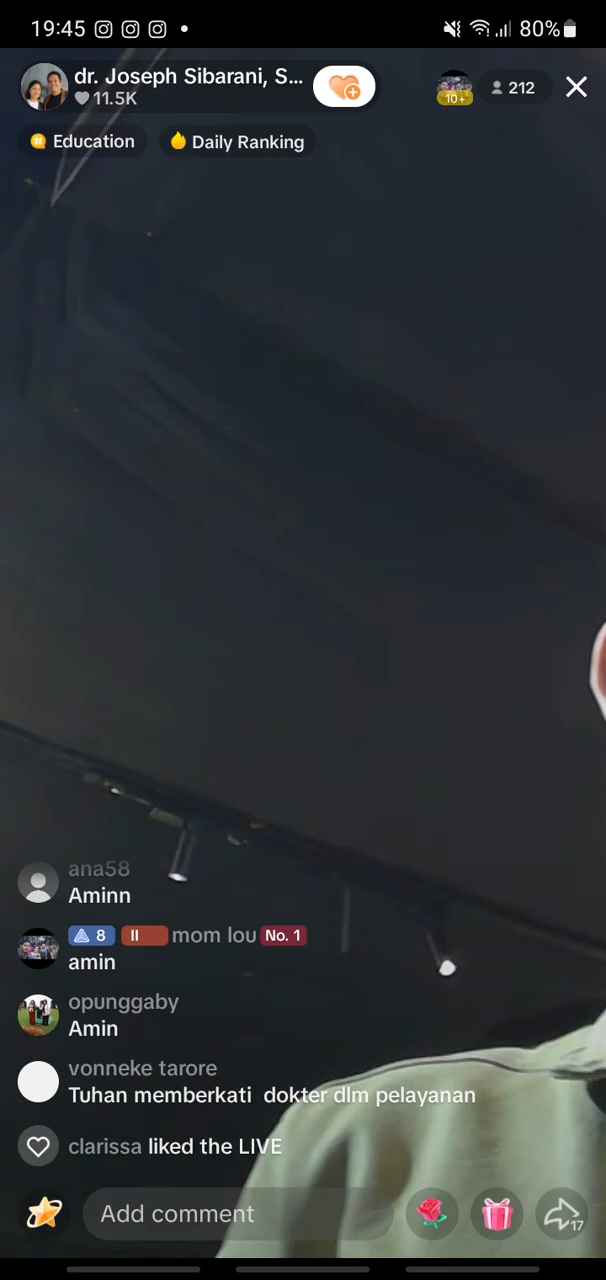 19:45 80%
dr. Joseph Sibarani, S...
11.5K
10+
212
Education
Daily Ranking
ana58
Aminn
8 II mom lou No. 1
amin
opunggaby
Amin
vonneke tarore
Tuhan memberkati dokter dlm pelayanan
clarissa liked the LIVE
Add comment
17